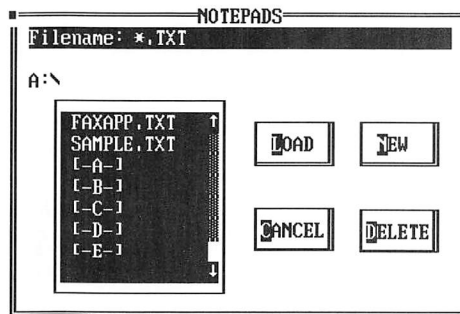 NOTEPADS
Filename: *.TXT
A:\
FAXAPP.TXT
SAMPLE.TXT
[-A-]
[-B-]
[-C-]
[-D-]
[-E-]
LOAD
NEW
CANCEL
DELETE